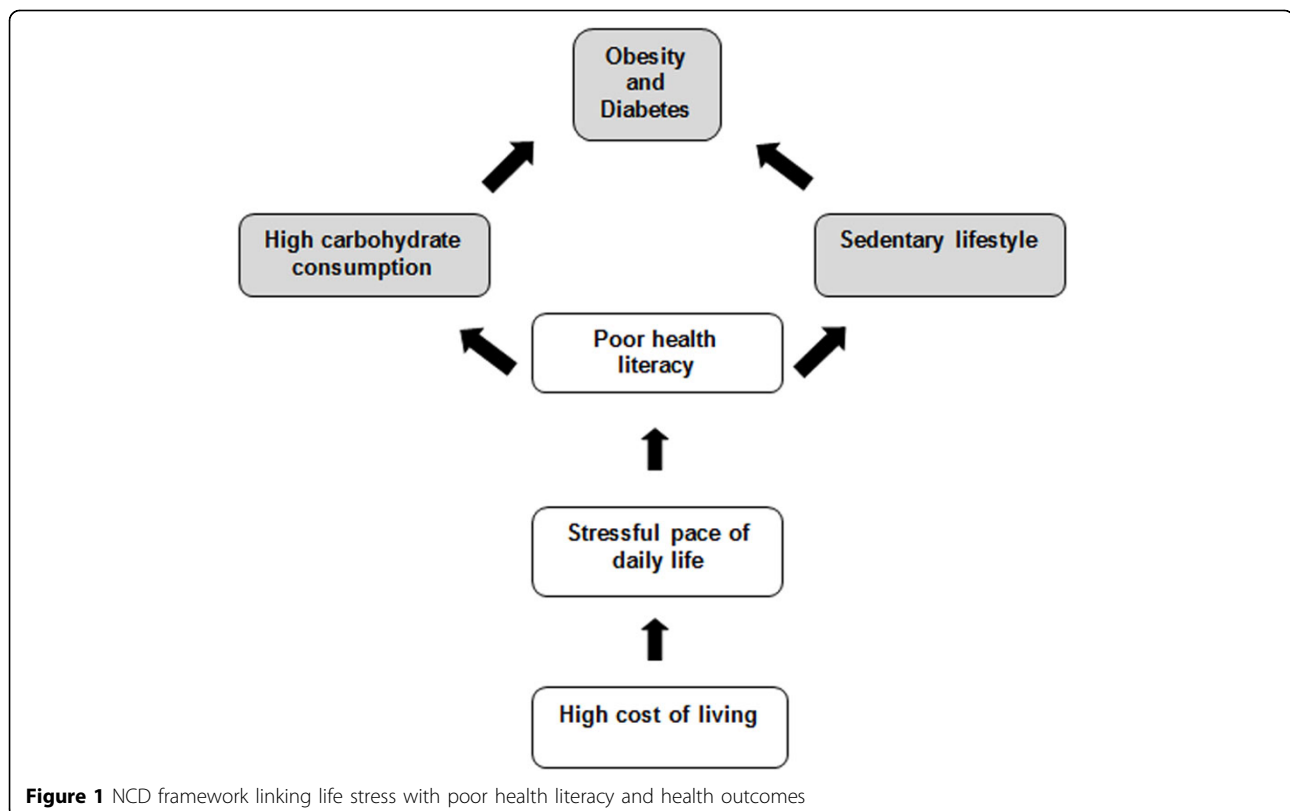 Obesity
and
Diabetes
High carbohydrate
consumption
Sedentary lifestyle
Poor health
literacy
Stressful pace of
daily life
High cost of living
Figure 1 NCD framework linking life stress with poor health literacy and health outcomes